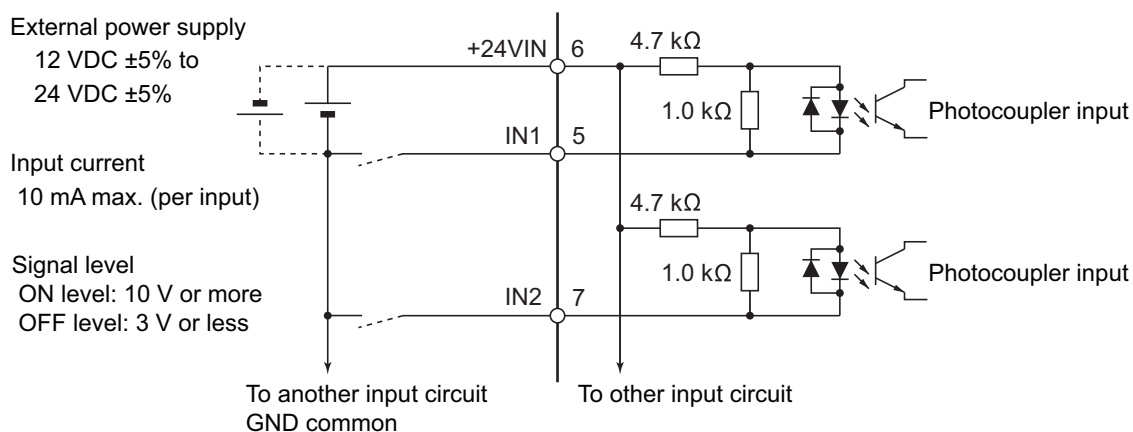 External power supply
12 VDC ±5% to
24 VDC ±5%
Input current
10 mA max. (per input)
Signal level
ON level: 10 V or more
OFF level: 3 V or less
+24VIN
6
4.7 kΩ
1.0 kΩ
Photocoupler input
IN1
5
4.7 kΩ
1.0 kΩ
Photocoupler input
IN2
7
To another input circuit
GND common
To other input circuit